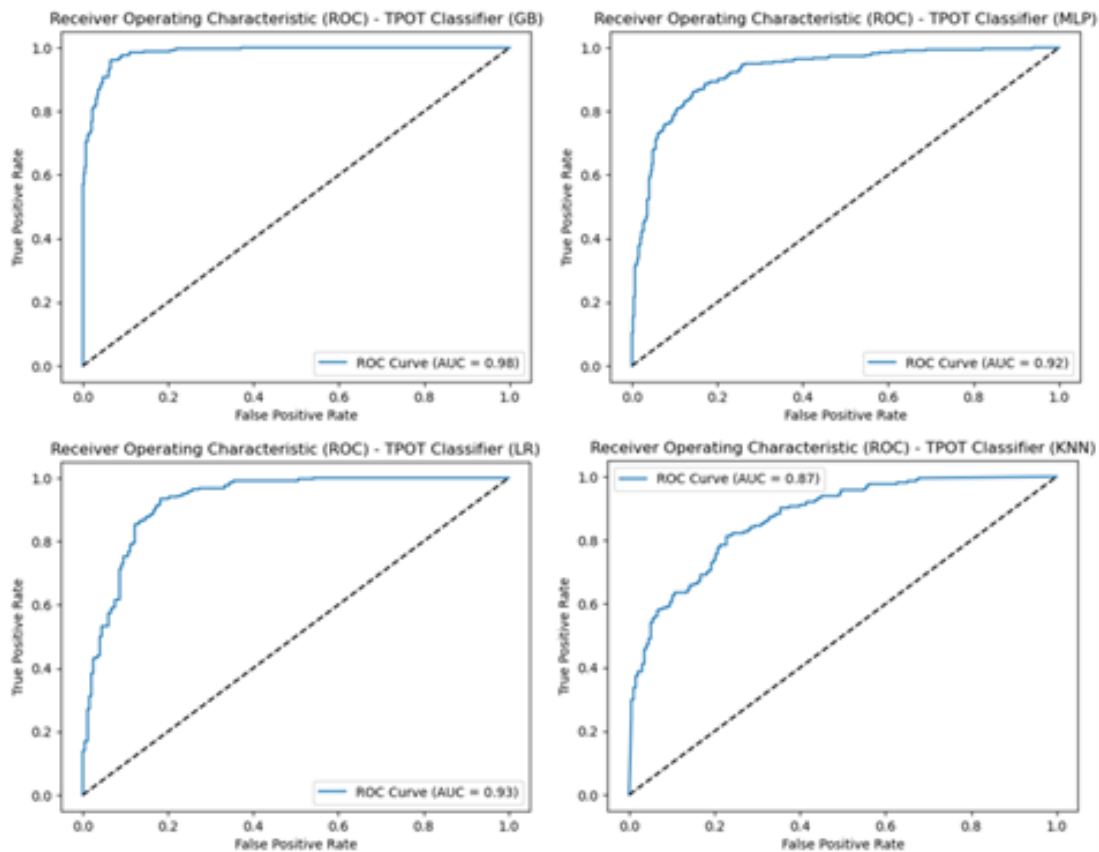 Receiver Operating Characteristic (ROC) - TPOT Classifier (GB)
1.0
0.8
0.6
0.4
0.2
0.0
True Positive Rate
ROC Curve (AUC = 0.98)
0.0 0.2 0.4 0.6 0.8 1.0
False Positive Rate
Receiver Operating Characteristic (ROC) - TPOT Classifier (MLP)
1.0
0.8
0.6
0.4
0.2
0.0
True Positive Rate
ROC Curve (AUC = 0.92)
0.0 0.2 0.4 0.6 0.8 1.0
False Positive Rate
Receiver Operating Characteristic (ROC) - TPOT Classifier (LR)
1.0
0.8
0.6
0.4
0.2
0.0
True Positive Rate
ROC Curve (AUC = 0.93)
0.0 0.2 0.4 0.6 0.8 1.0
False Positive Rate
Receiver Operating Characteristic (ROC) - TPOT Classifier (KNN)
ROC Curve (AUC = 0.87)
1.0
0.8
0.6
0.4
0.2
0.0
True Positive Rate
0.0 0.2 0.4 0.6 0.8 1.0
False Positive Rate